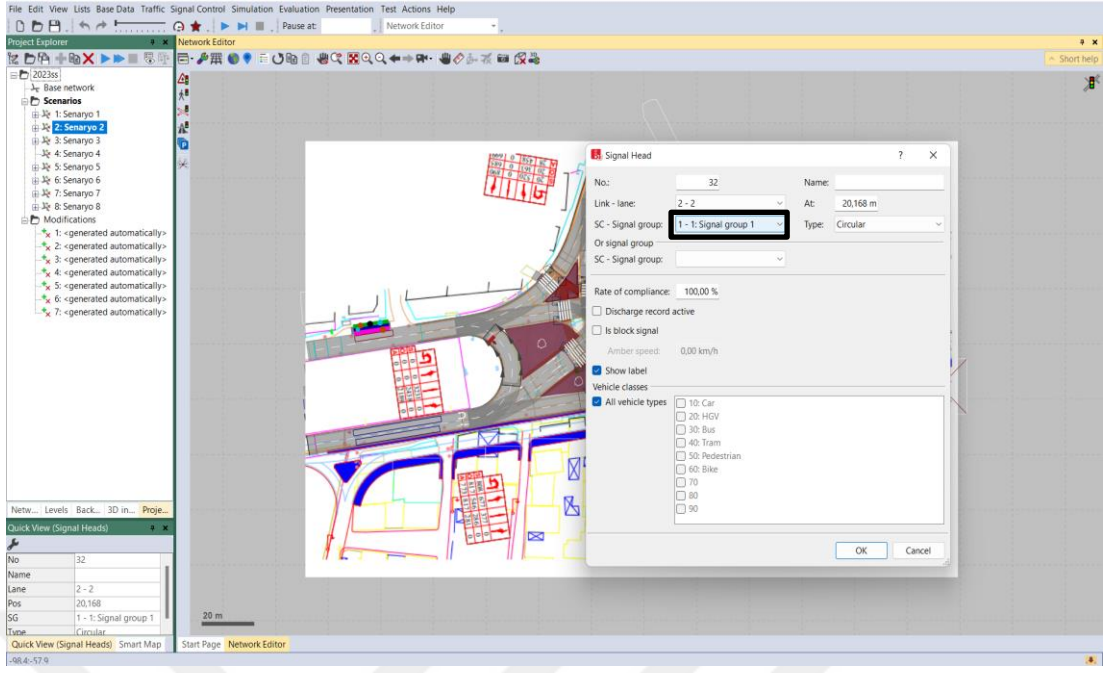 File Edit View Lists Base Data Traffic Signal Control Simulation Evaluation Presentation Test Actions Help
Pause at: Network Editor
Project Explorer
Network Editor
Short help
2023ss
Base network
Scenarios
1: Senaryo 1
2: Senaryo 2
3: Senaryo 3
4: Senaryo 4
5: Senaryo 5
6: Senaryo 6
7: Senaryo 7
8: Senaryo 8
Modifications
1: <generated automatically>
2: <generated automatically>
3: <generated automatically>
4: <generated automatically>
5: <generated automatically>
6: <generated automatically>
7: <generated automatically>
Netw... Levels Back... 3D in... Proje...
Quick View (Signal Heads)
No 32
Name
Lane 2 - 2
Pos 20,168
SG 1 - 1: Signal group 1
Type Circular
Quick View (Signal Heads) Smart Map
Start Page Network Editor
-98.4:-57.9
20 m
Signal Head ? X
No.: 32 Name:
Link - lane: 2 - 2 At: 20,168 m
SC - Signal group: 1 - 1: Signal group 1 Type: Circular
Or signal group
SC - Signal group:
Rate of compliance: 100,00 %
Discharge record active
Is block signal
Amber speed: 0,00 km/h
Show label
Vehicle classes
All vehicle types
10: Car
20: HGV
30: Bus
40: Tram
50: Pedestrian
60: Bike
70
80
90
OK Cancel